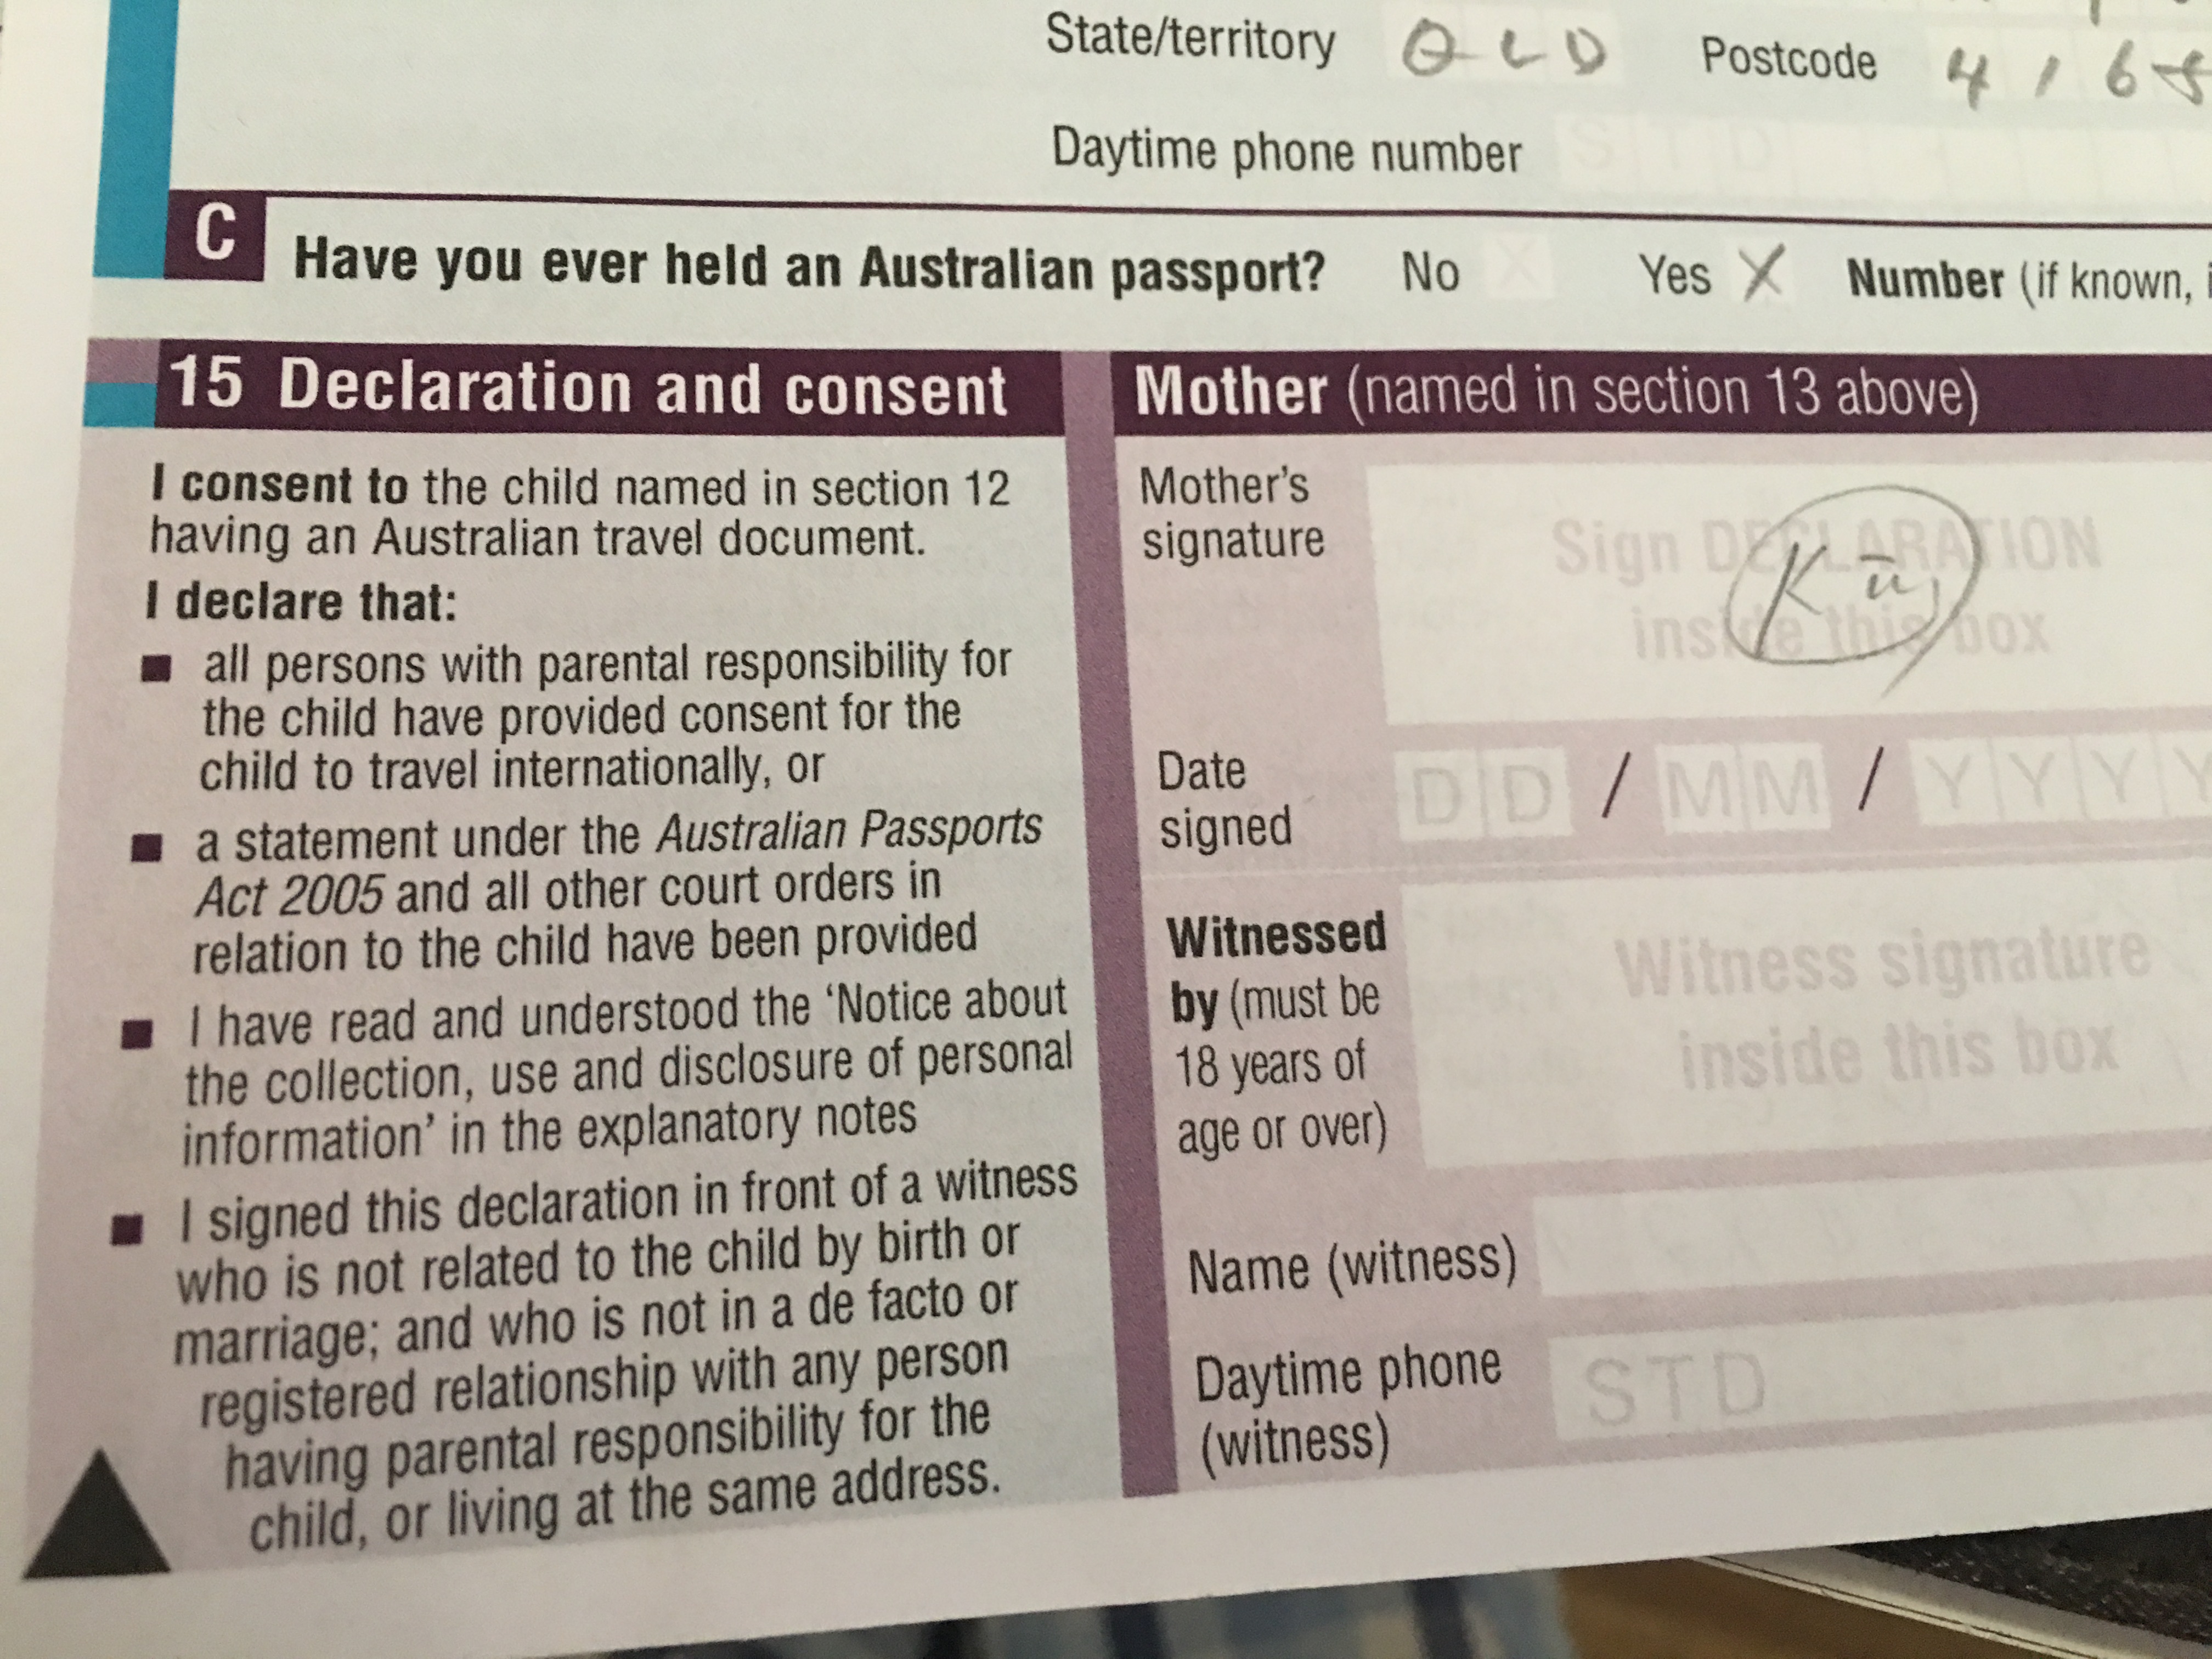 State/territory QLD Postcode 4 1 6
Daytime phone number STD
C Have you ever held an Australian passport? No X Yes X Number (if known,
15 Declaration and consent
I consent to the child named in section 12
having an Australian travel document.
I declare that:
■ all persons with parental responsibility for
the child have provided consent for the
child to travel internationally, or
■ a statement under the Australian Passports
Act 2005 and all other court orders in
relation to the child have been provided
■ I have read and understood the ‘Notice about
the collection, use and disclosure of personal
information’ in the explanatory notes
■ I signed this declaration in front of a witness
who is not related to the child by birth or
marriage; and who is not in a de facto or
registered relationship with any person
having parental responsibility for the
child, or living at the same address.
Mother (named in section 13 above)
Mother’s
signature
Sign DECLARATION
inside this box
Date
signed
DD / MM / YYYY
Witnessed
by (must be
18 years of
age or over)
Witness signature
inside this box
Name (witness)
Daytime phone
(witness)
STD